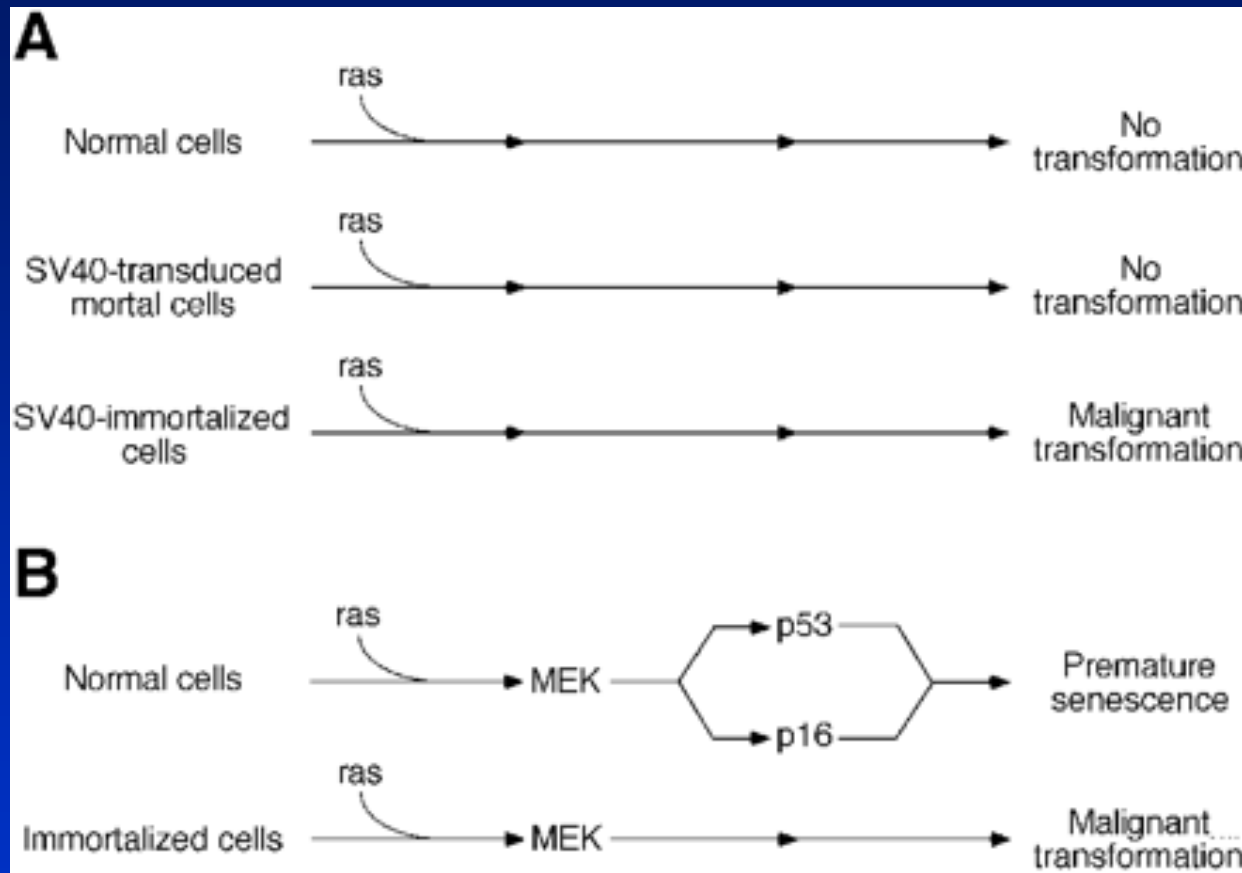 A
ras
Normal cells
No
transformation
ras
SV40-transduced
mortal cells
No
transformation
ras
SV40-immortalized
cells
Malignant
transformation
B
ras
Normal cells
MEK
p53
p16
Premature
senescence
ras
Immortalized cells
MEK
Malignant
transformation